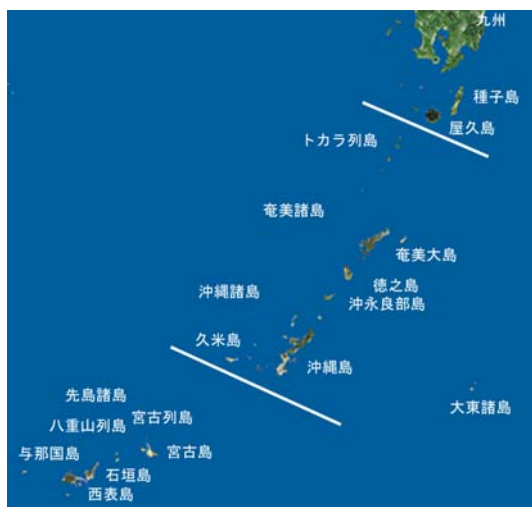 九州
種子島
屋久島
トカラ列島
奄美諸島
奄美大島
徳之島
沖縄諸島
沖永良部島
久米島
沖縄島
先島諸島
大東諸島
宮古列島
八重山列島
与那国島
宮古島
石垣島
西表島